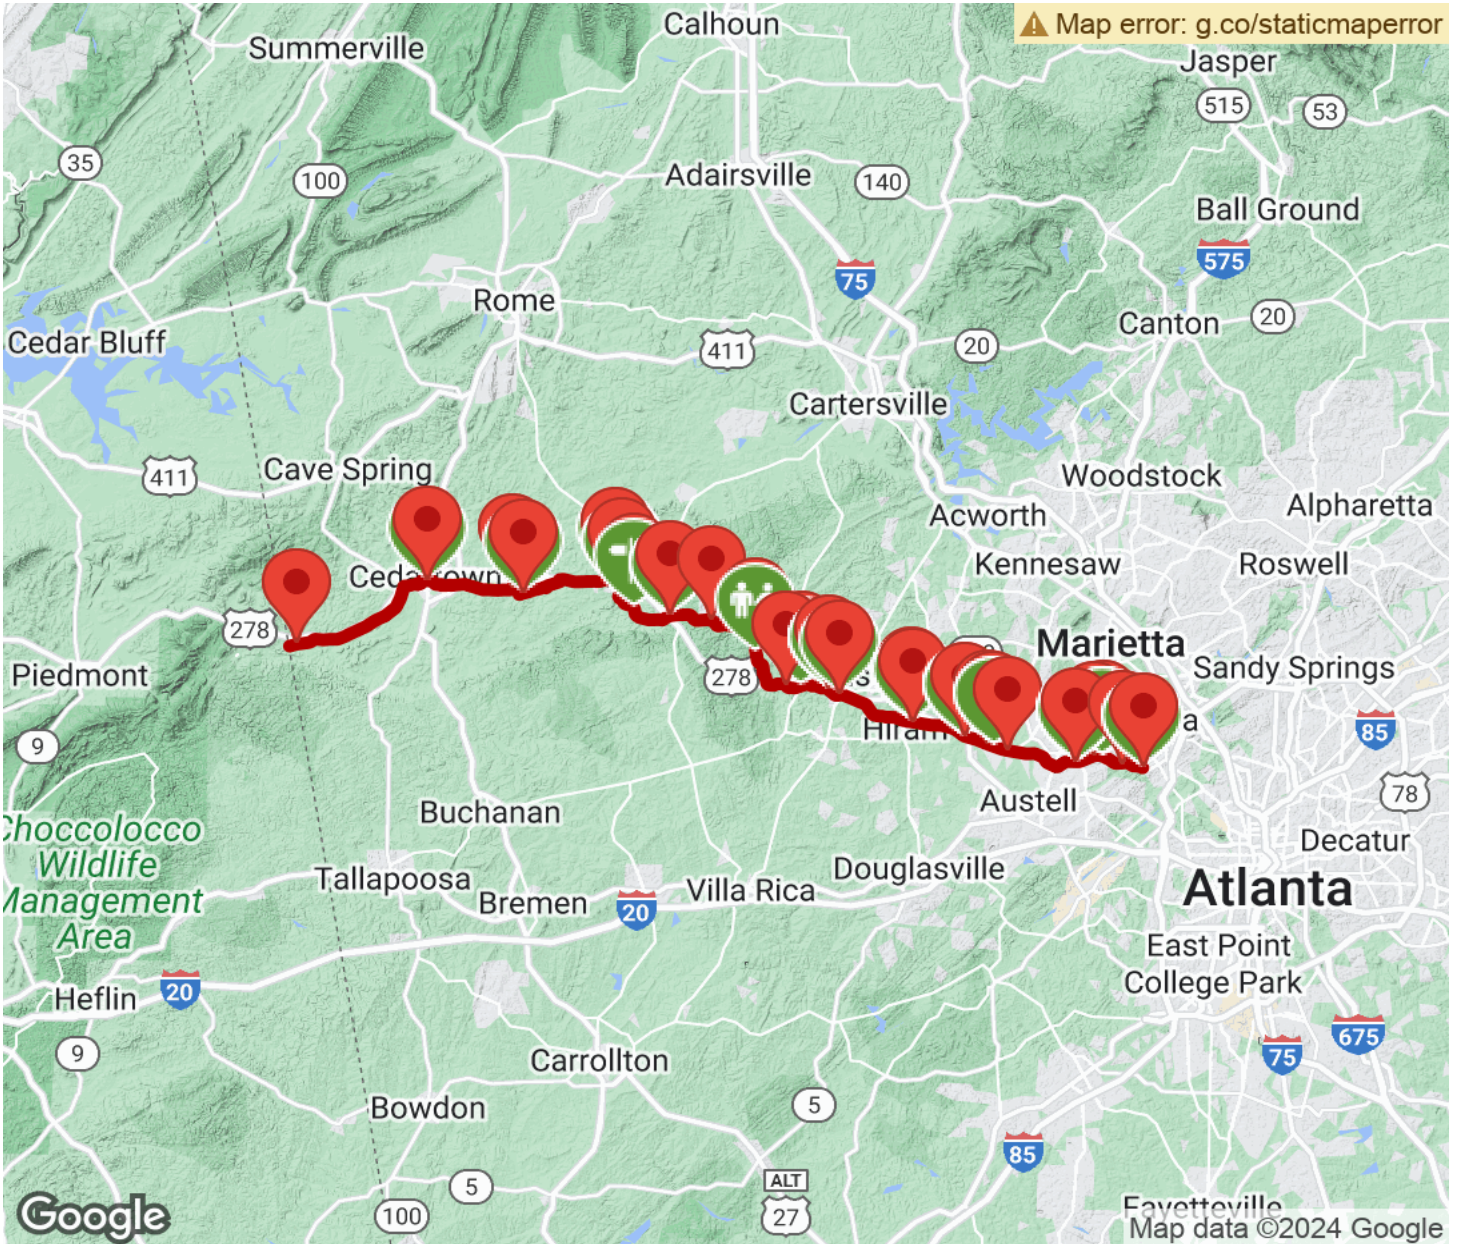 Calhoun
Map error: g.co/staticmaperror
Summerville
Jasper
515
53
35
100
Adairsville
140
Ball Ground
575
75
Rome
Cedar Bluff
Canton
20
411
20
Cartersville
Cave Spring
411
Woodstock
Alpharetta
Acworth
Kennesaw
Roswell
278
Marietta
Sandy Springs
Piedmont
278
Hiram
a
85
9
78
Austell
Buchanan
Choccolocco
Wildlife
Management
Area
Decatur
Tallapoosa
Douglasville
Villa Rica
Bremen
20
Atlanta
East Point
College Park
20
Heflin
675
9
75
Carrollton
5
Bowdon
85
ALT
27
5
100
Fayetteville
Google
Map data ©2024 Google